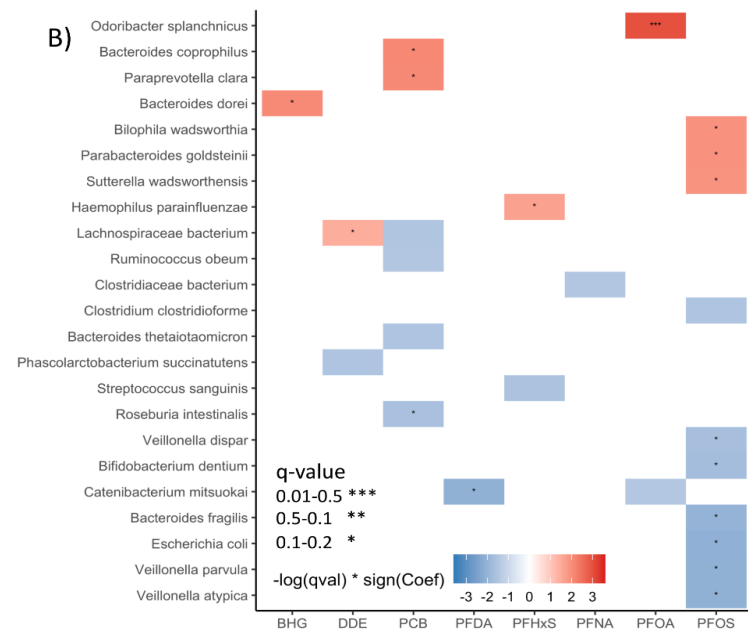 B)
Odoribacter splanchnicus
***
Bacteroides coprophilus
*
Paraprevotella clara
*
Bacteroides dorei
*
Bilophila wadsworthia
*
Parabacteroides goldsteinii
*
Sutterella wadsworthensis
*
Haemophilus parainfluenzae
*
Lachnospiraceae bacterium
*
Ruminococcus obeum
Clostridiaceae bacterium
Clostridium clostridioforme
Bacteroides thetaiotaomicron
Phascolarctobacterium succinatutens
Streptococcus sanguinis
Roseburia intestinalis
*
Veillonella dispar
*
Bifidobacterium dentium
*
Catenibacterium mitsuokai
*
Bacteroides fragilis
*
Escherichia coli
*
Veillonella parvula
*
Veillonella atypica
*
q-value
0.01-0.5 ***
0.5-0.1 **
0.1-0.2 *
-log(qval) * sign(Coef)
-3 -2 -1 0 1 2 3
BHG DDE PCB PFDA PFHxS PFNA PFOA PFOS